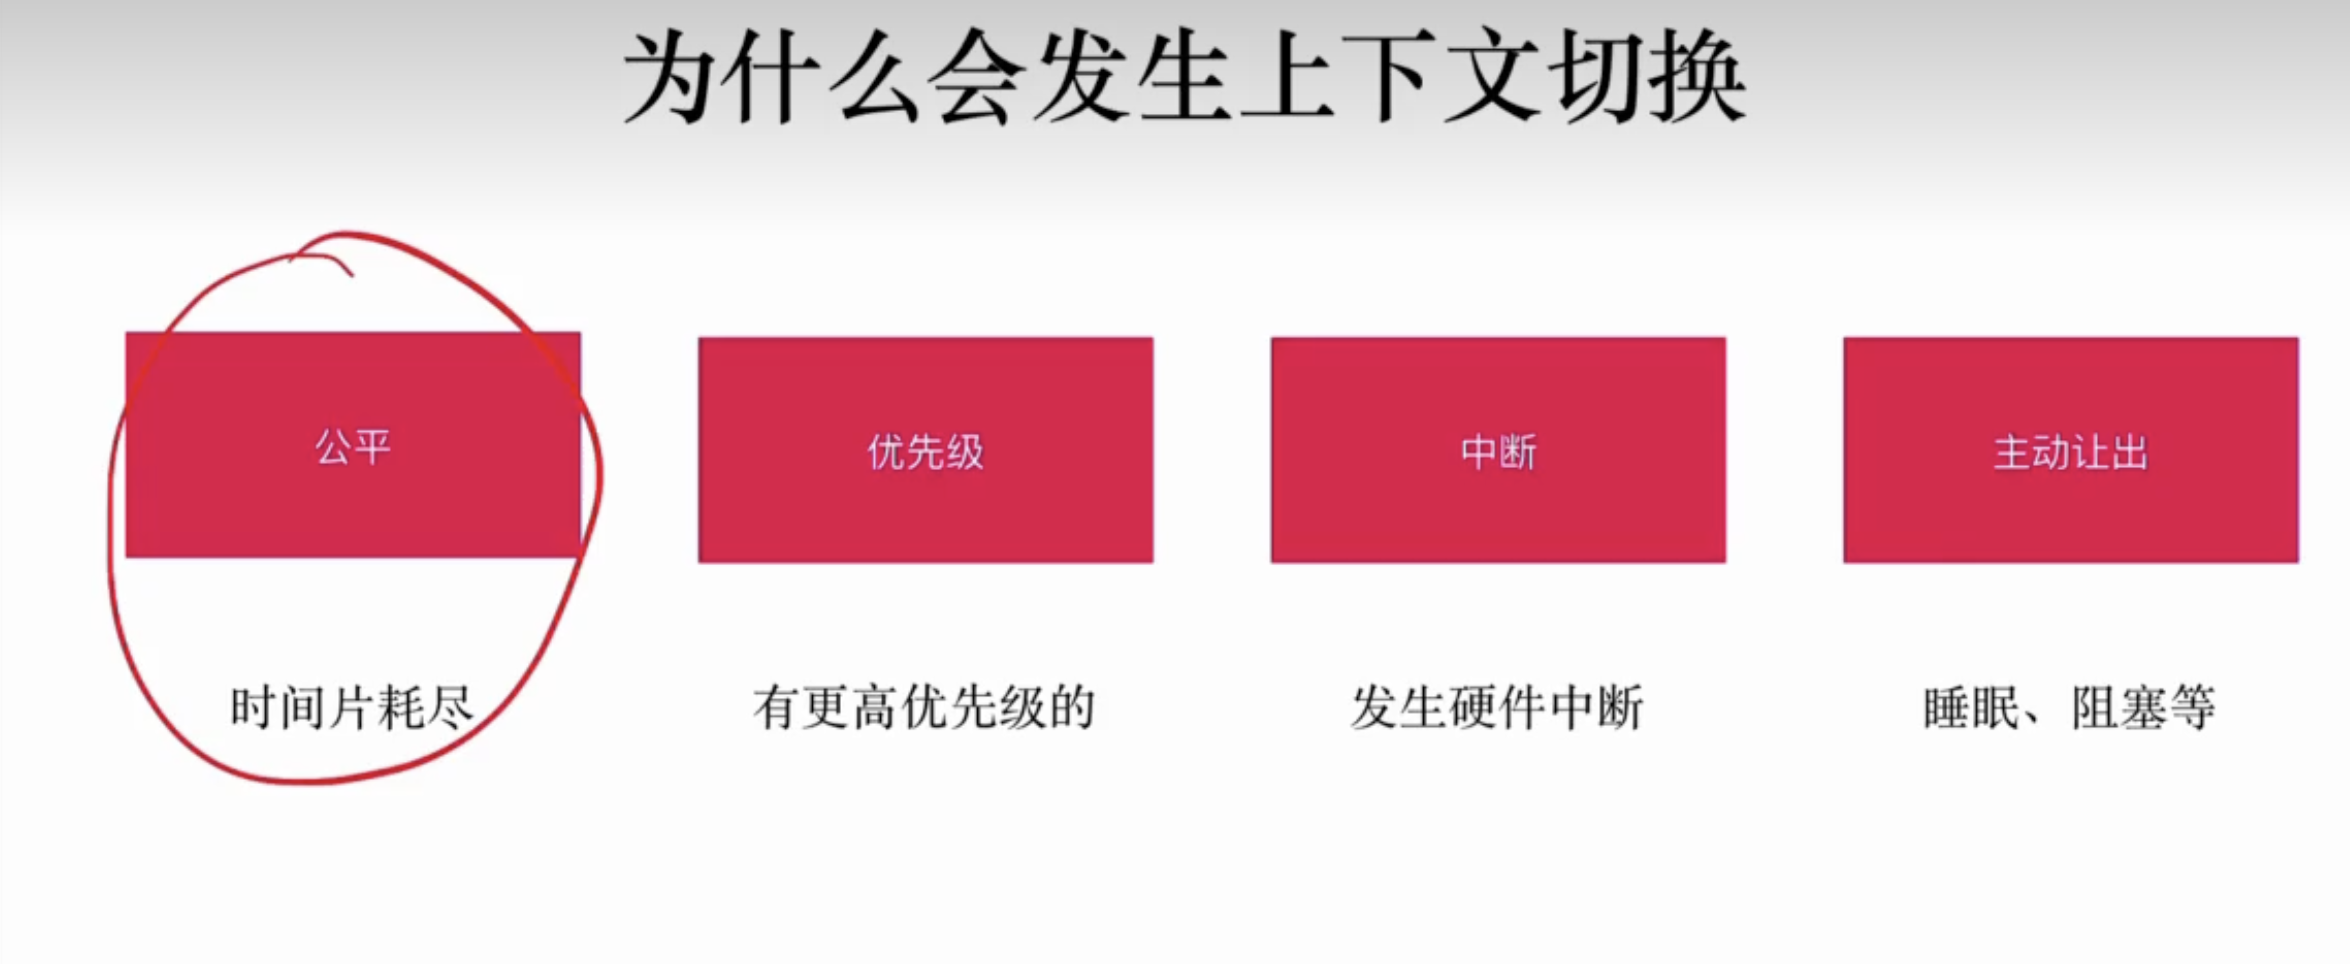 为什么会发生上下文切换
公平
优先级
中断
主动让出
时间片耗尽
有更高优先级的
发生硬件中断
睡眠、阻塞等